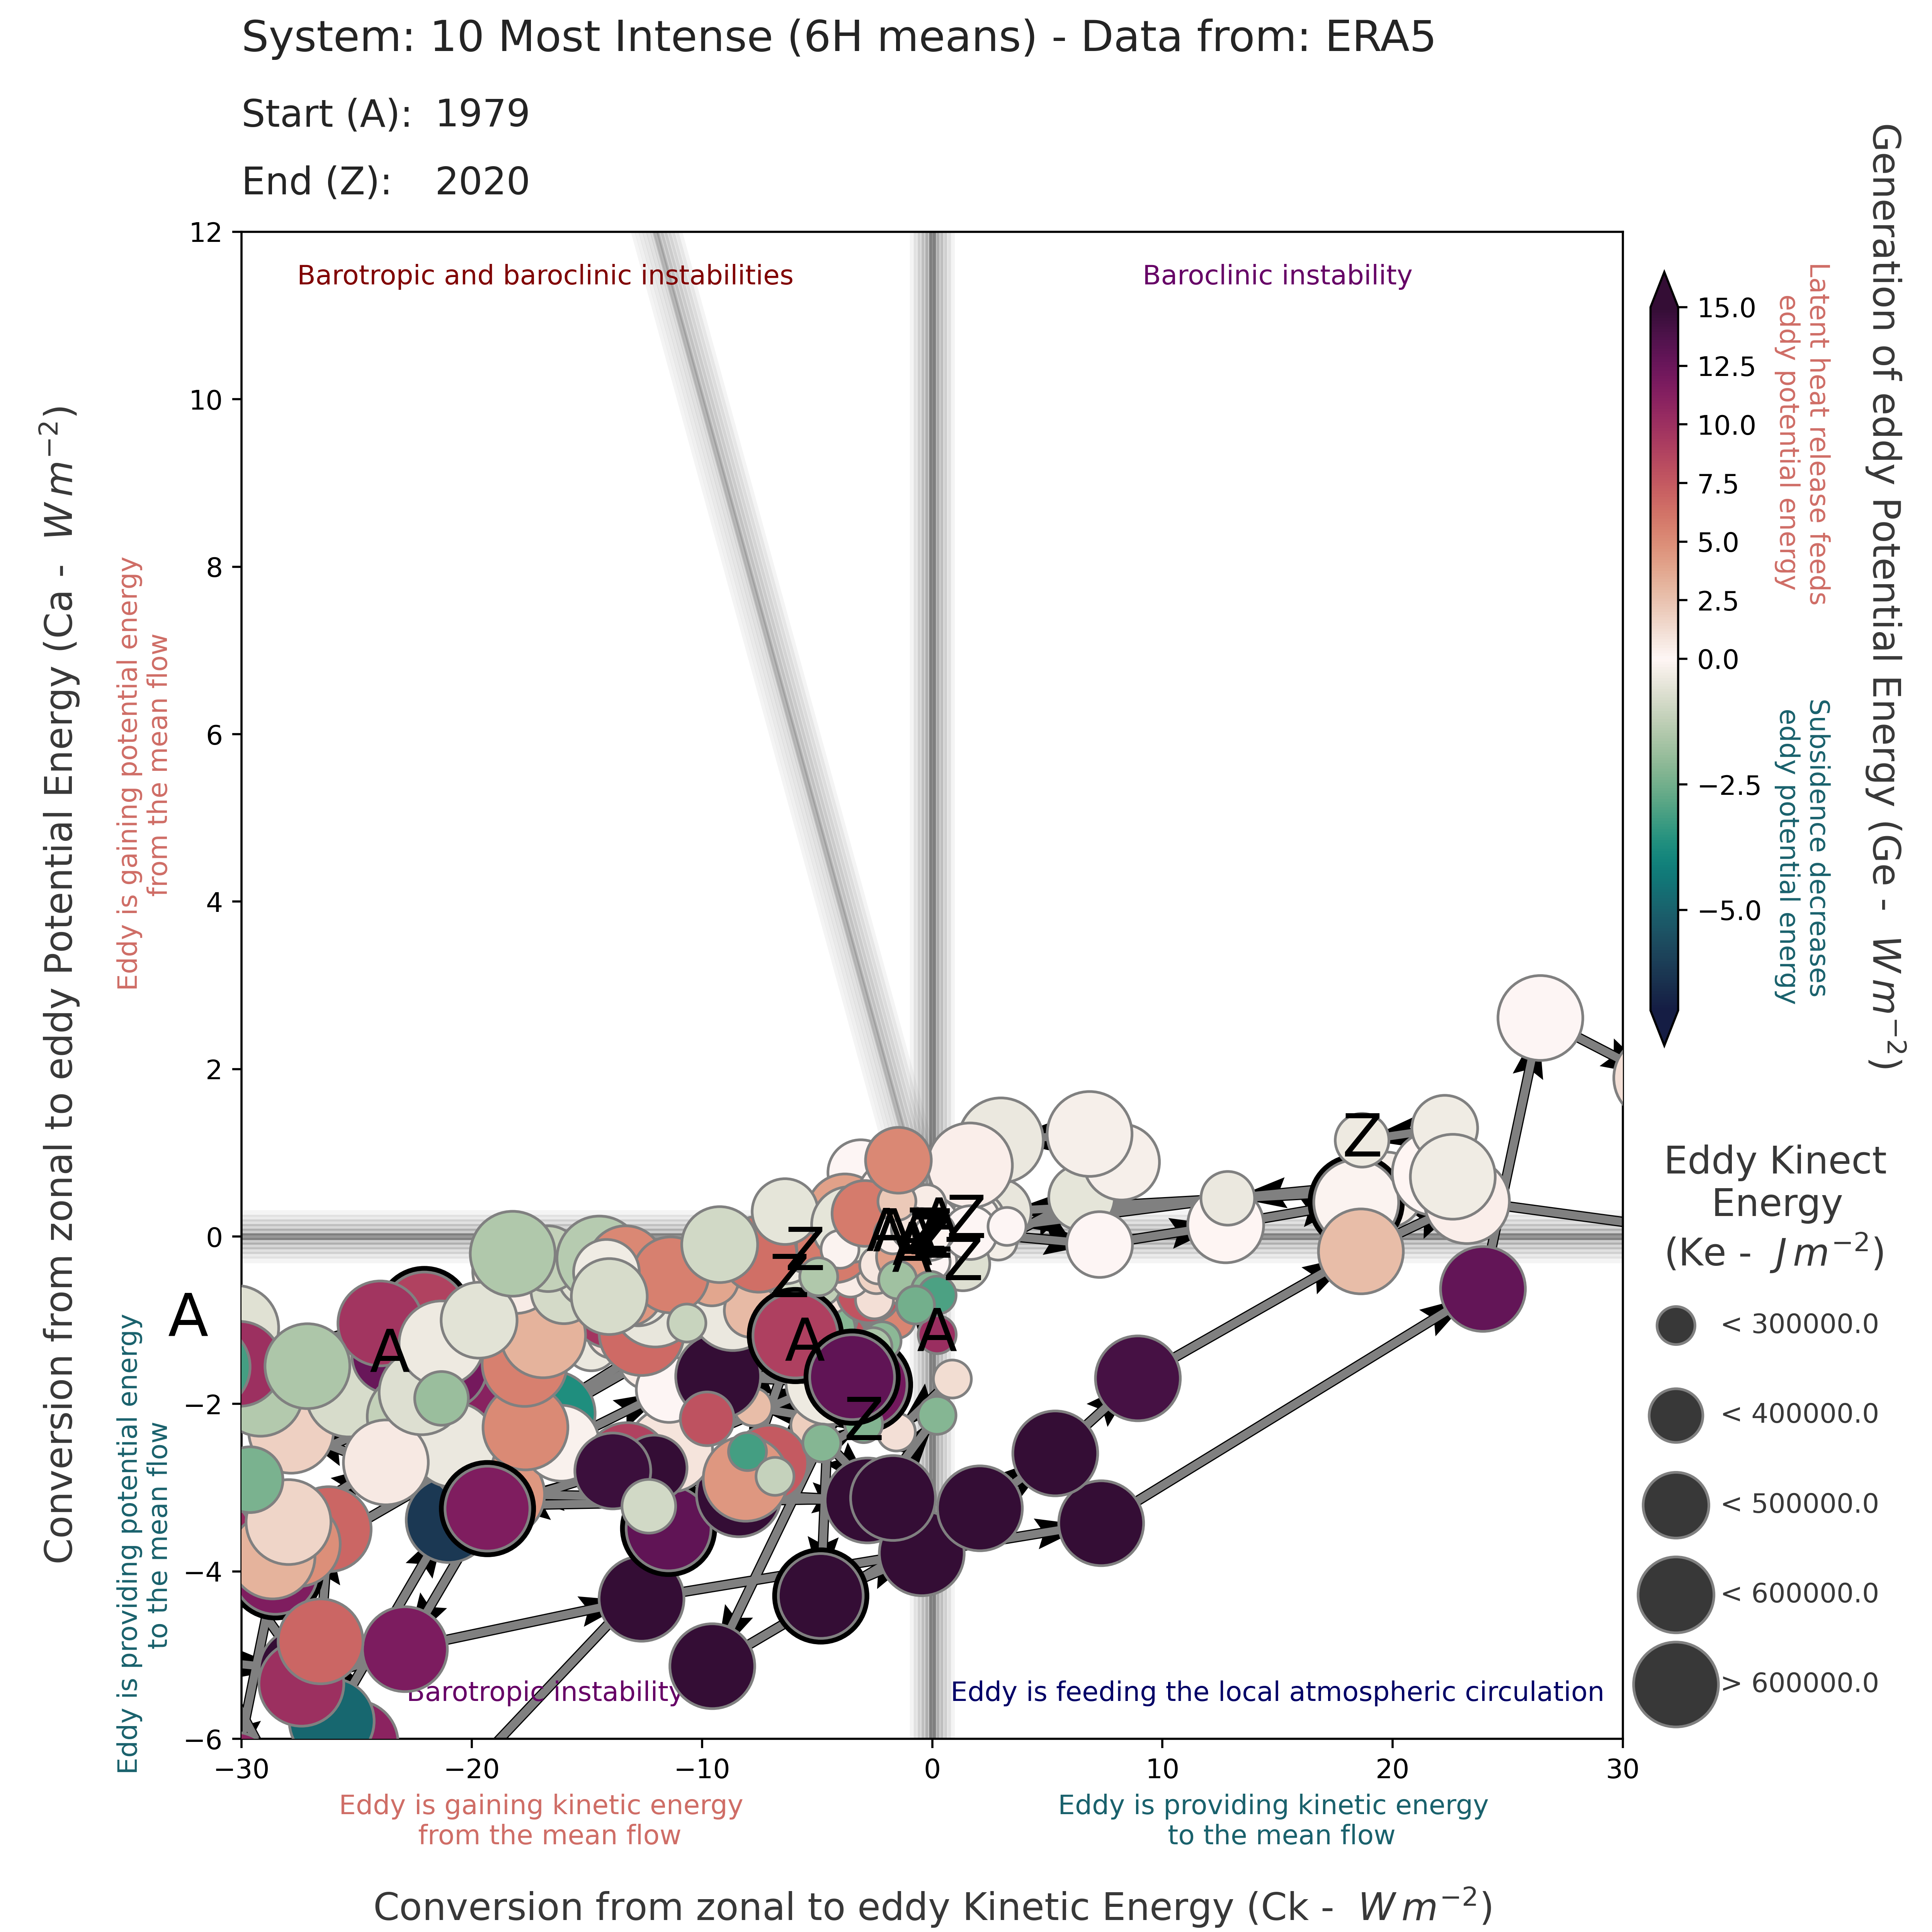 System: 10 Most Intense (6H means) - Data from: ERA5
Start (A): 1979
End (Z): 2020
Conversion from zonal to eddy Potential Energy (Ca - W m⁻²)
Eddy is gaining potential energy
from the mean flow
Eddy is providing potential energy
to the mean flow
12
10
8
6
4
2
0
−2
−4
−6
Barotropic and baroclinic instabilities
Baroclinic instability
Z
A
A
Z
Z
Z
Z
A
A
A
A
Z
Barotropic instability
Eddy is feeding the local atmospheric circulation
−30
−20
−10
0
10
20
30
Eddy is gaining kinetic energy
from the mean flow
Eddy is providing kinetic energy
to the mean flow
Conversion from zonal to eddy Kinetic Energy (Ck - W m⁻²)
15.0
12.5
10.0
7.5
5.0
2.5
0.0
−2.5
−5.0
Latent heat release feeds
eddy potential energy
Subsidence decreases
eddy potential energy
Generation of eddy Potential Energy (Ge - W m⁻²)
Eddy Kinect
Energy
(Ke - J m⁻²)
< 300000.0
< 400000.0
< 500000.0
< 600000.0
> 600000.0